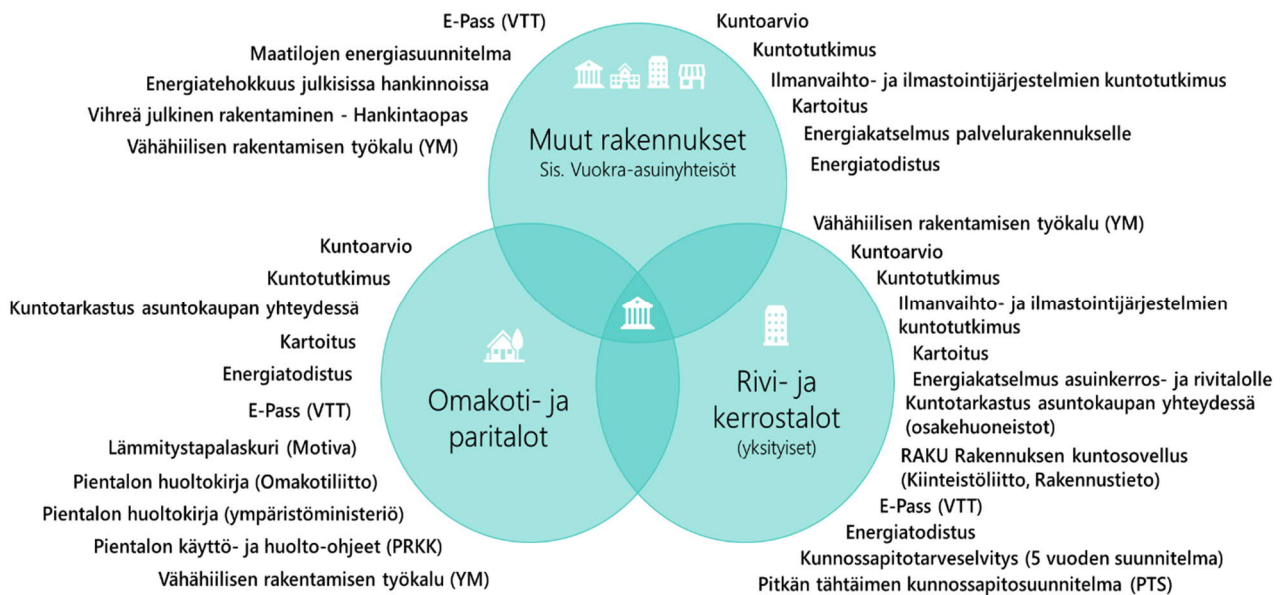 E-Pass (VTT)
Maatilojen energiasuunnitelma
Energiatehokkuus julkisissa hankinnoissa
Vihreä julkinen rakentaminen - Hankintaopas
Vähähiilisen rakentamisen työkalu (YM)
Muut rakennukset
Sis. Vuokra-asuinyhteisöt
Kuntoarvio
Kuntotutkimus
Ilmanvaihto- ja ilmastointijärjestelmien kuntotutkimus
Kartoitus
Energiakatselmus palvelurakennukselle
Energiatodistus
Kuntoarvio
Kuntotutkimus
Kuntotarkastus asuntokaupan yhteydessä
Kartoitus
Energiatodistus
E-Pass (VTT)
Lämmitystapalaskuri (Motiva)
Pientalon huoltokirja (Omakotiliitto)
Pientalon huoltokirja (ympäristöministeriö)
Pientalon käyttö- ja huolto-ohjeet (PRKK)
Vähähiilisen rakentamisen työkalu (YM)
Omakoti- ja
paritalot
Rivi- ja
kerrostalot
(yksityiset)
Vähähiilisen rakentamisen työkalu (YM)
Kuntoarvio
Kuntotutkimus
Ilmanvaihto- ja ilmastointijärjestelmien
kuntotutkimus
Kartoitus
Energiakatselmus asuinkerros- ja rivitalolle
Kuntotarkastus asuntokaupan yhteydessä
(osakehuoneistot)
RAKU Rakennuksen kuntosovellus
(Kiinteistöliitto, Rakennustieto)
E-Pass (VTT)
Energiatodistus
Kunnossapitotarveselvitys (5 vuoden suunnitelma)
Pitkän tähtäimen kunnossapitosuunnitelma (PTS)